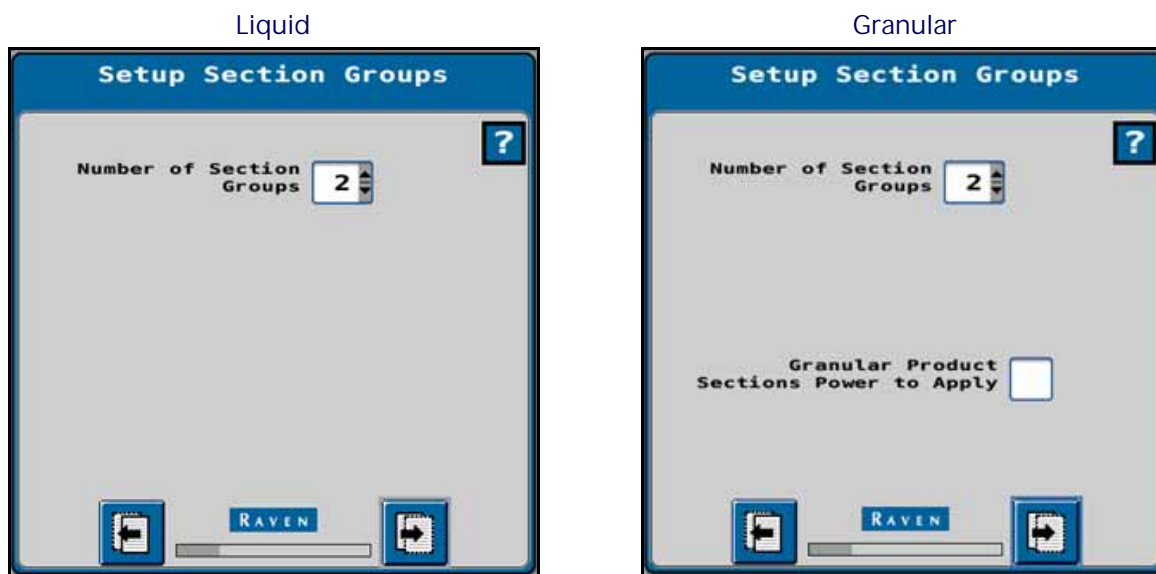 Liquid
Setup Section Groups
?
Number of Section
Groups
2
RAVEN
Granular
Setup Section Groups
?
Number of Section
Groups
2
Granular Product
Sections Power to Apply
RAVEN